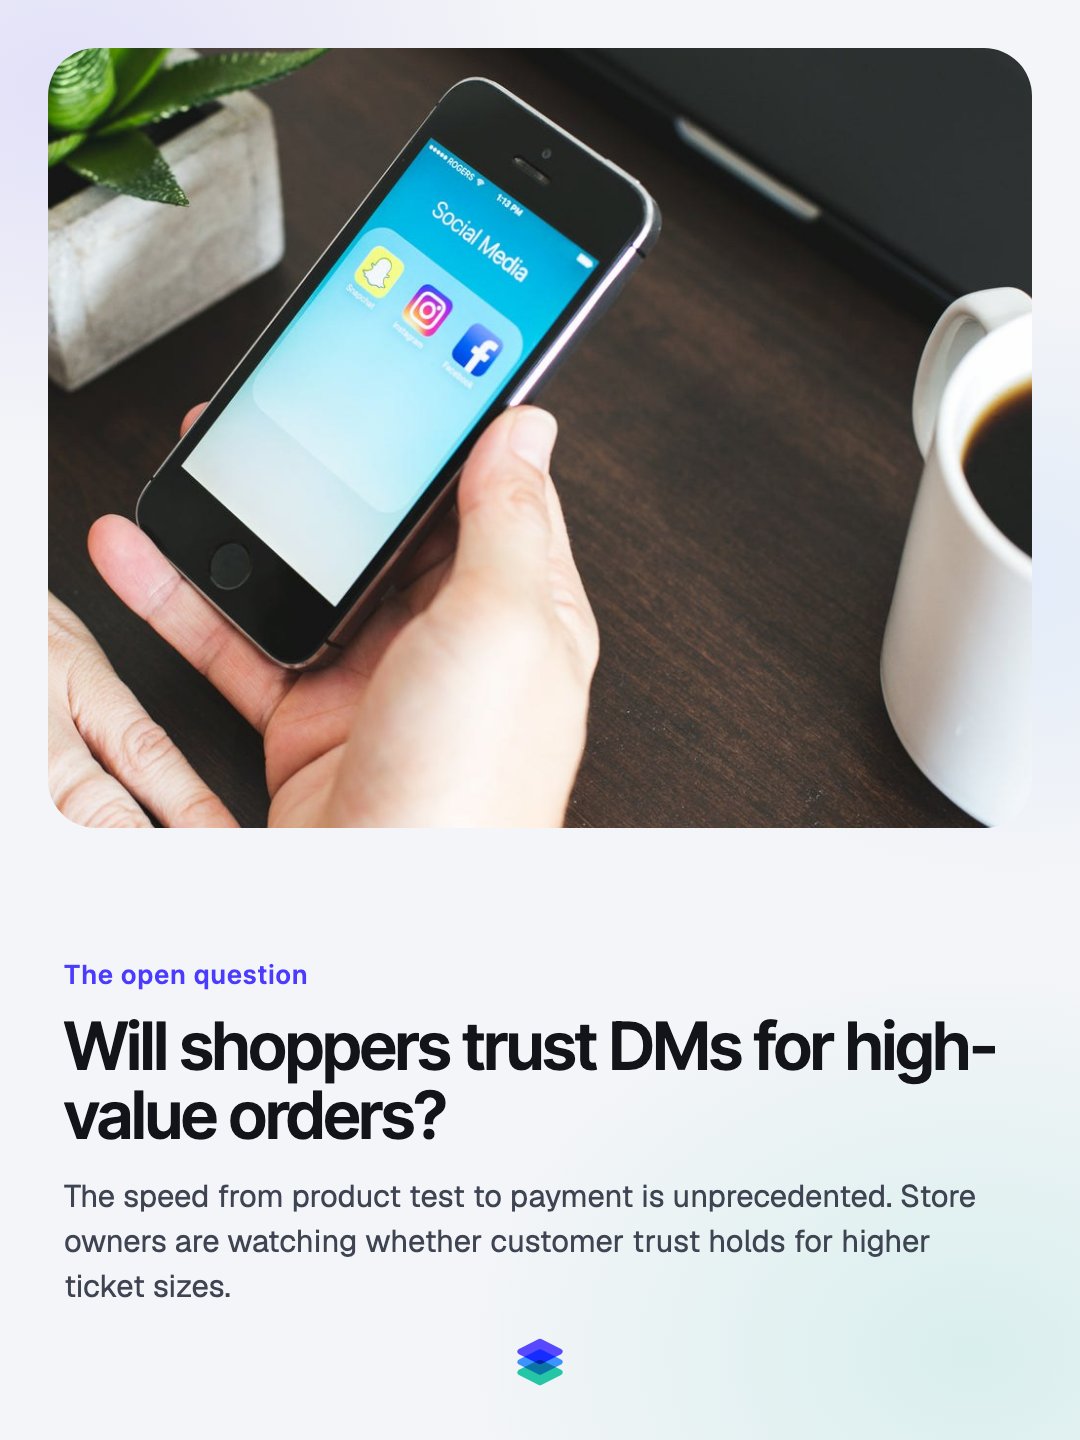 ROGERS
1:13 PM
Social Media
Snapchat
Instagram
Facebook
The open question
Will shoppers trust DMs for high-
value orders?
The speed from product test to payment is unprecedented. Store
owners are watching whether customer trust holds for higher
ticket sizes.